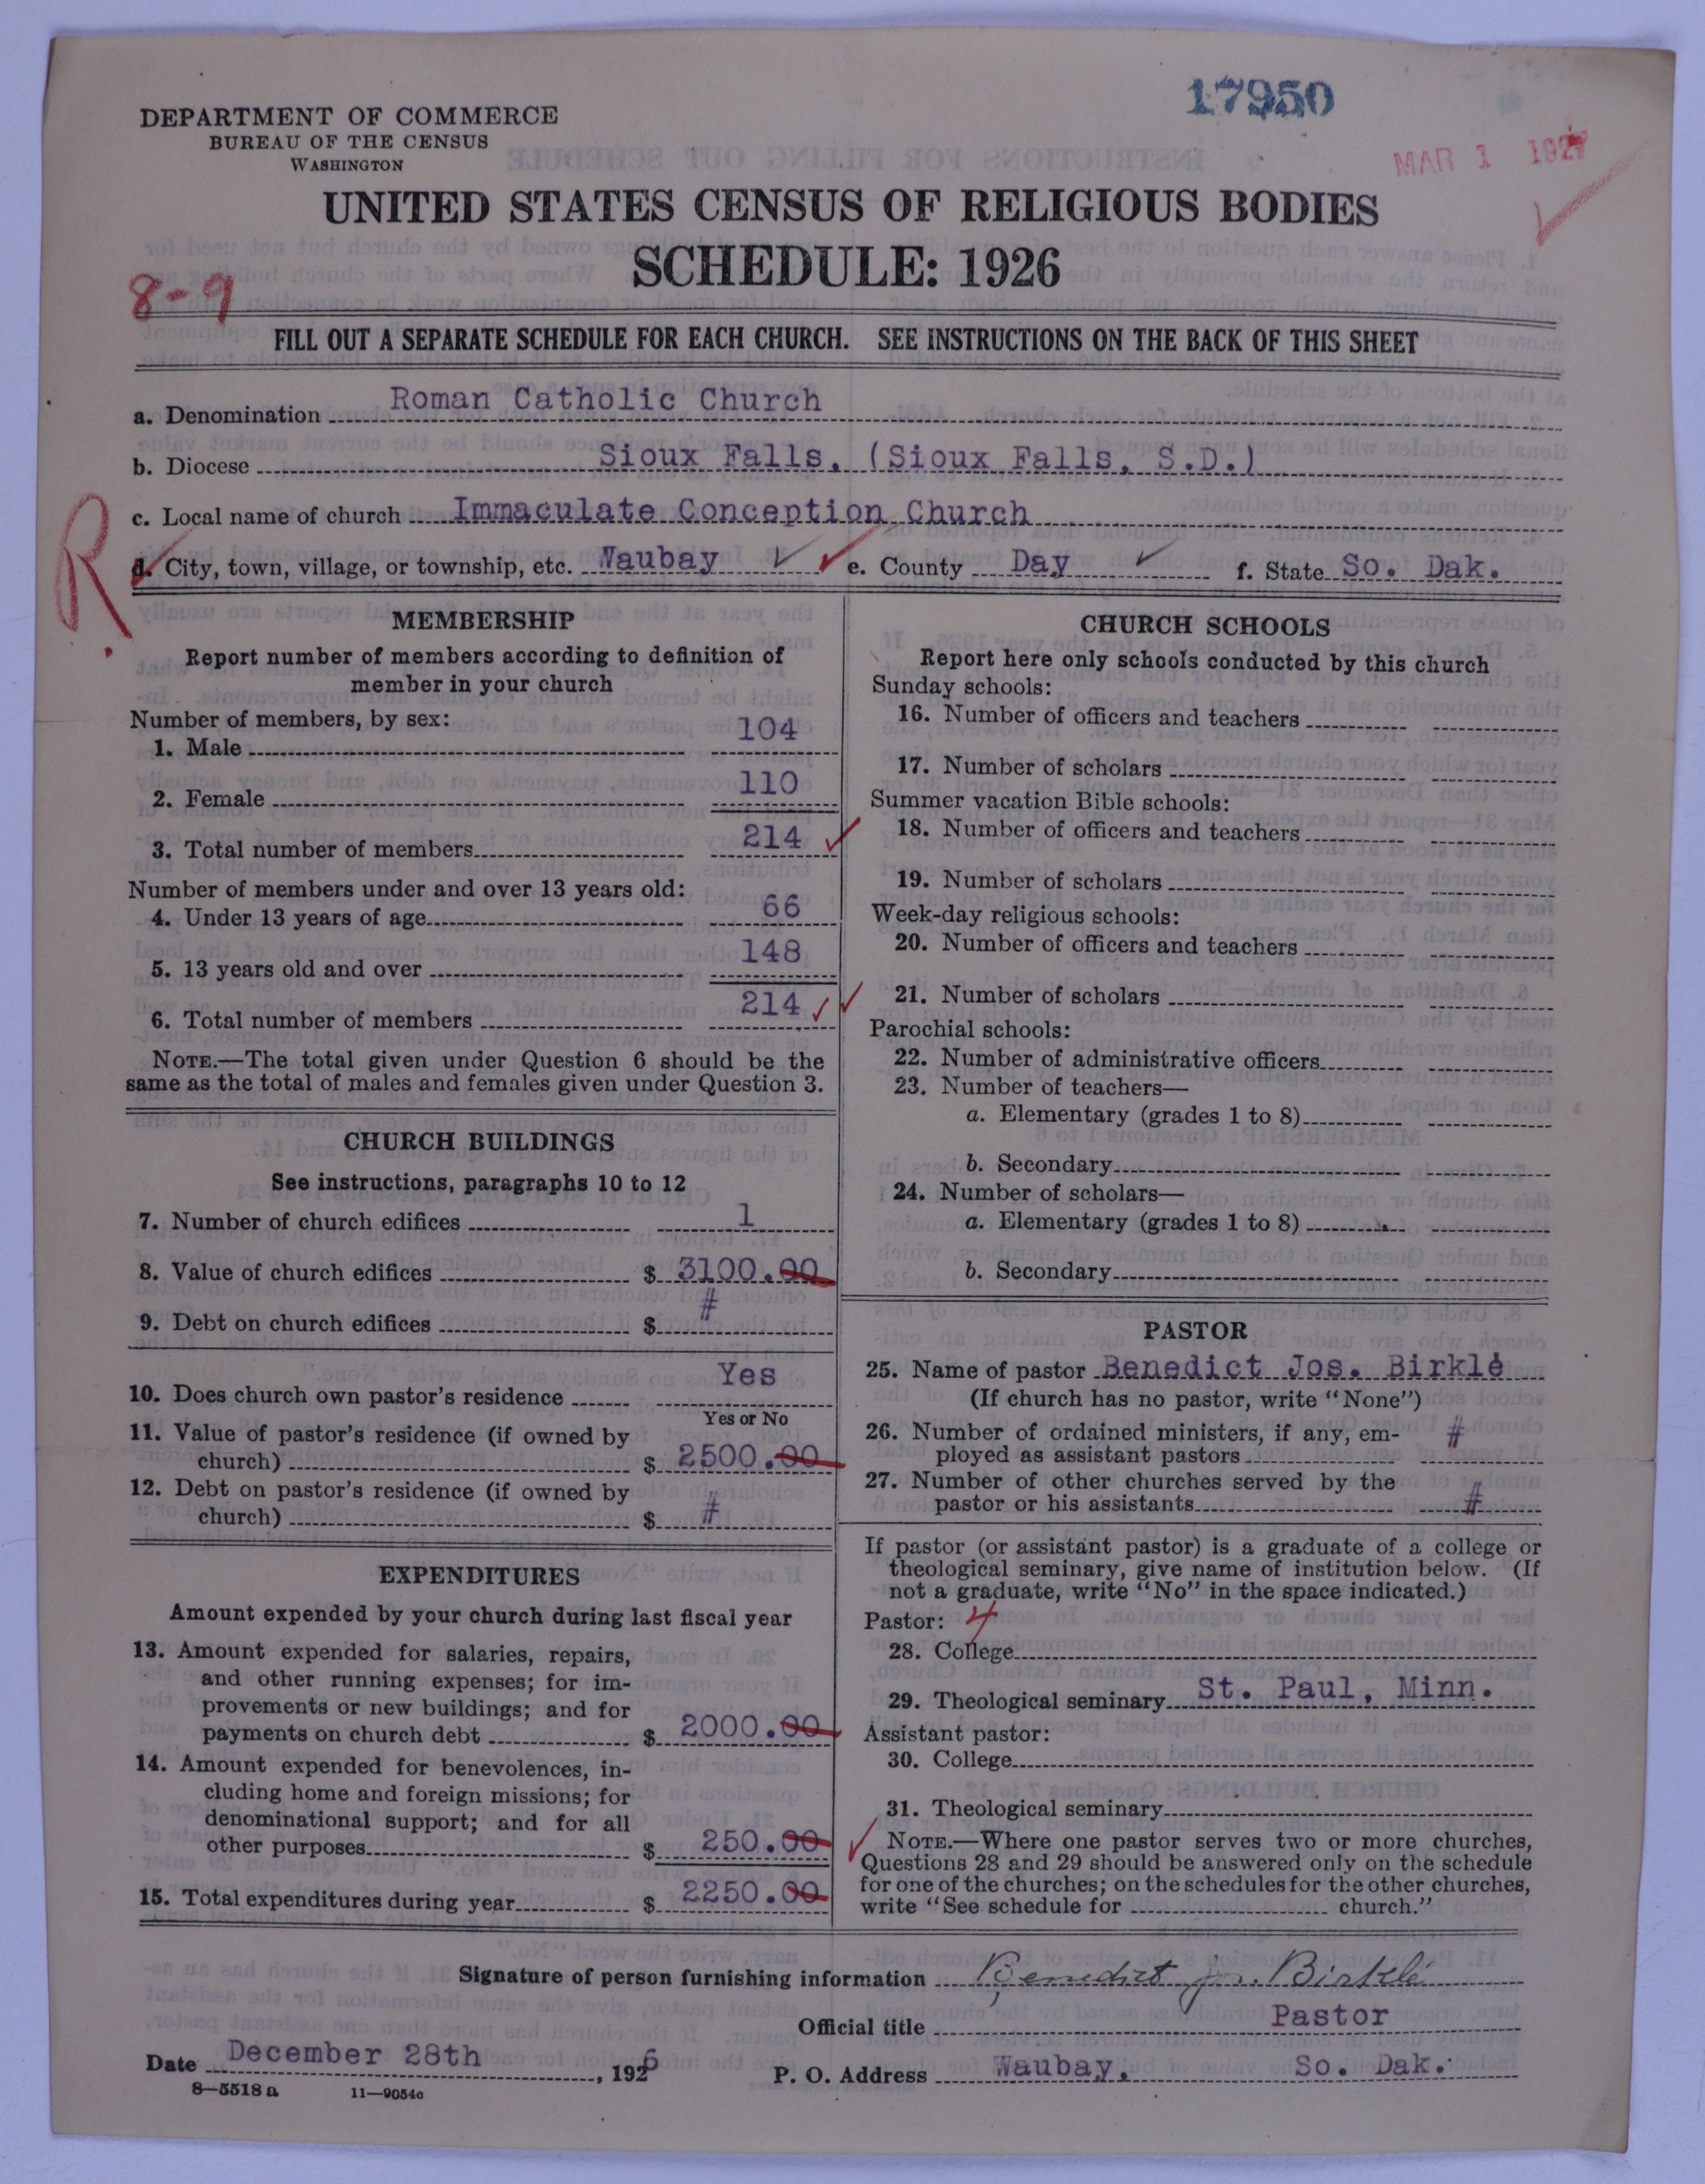 17950
DEPARTMENT OF COMMERCE
BUREAU OF THE CENSUS
WASHINGTON
MAR 1 1927
UNITED STATES CENSUS OF RELIGIOUS BODIES
SCHEDULE: 1926
8-9
FILL OUT A SEPARATE SCHEDULE FOR EACH CHURCH. SEE INSTRUCTIONS ON THE BACK OF THIS SHEET
a. Denomination Roman Catholic Church
b. Diocese Sioux Falls, (Sioux Falls, S.D.)
c. Local name of church Immaculate Conception Church
R.
d. City, town, village, or township, etc. Waubay ✓ ✓ e. County Day ✓ f. State So. Dak.
MEMBERSHIP
Report number of members according to definition of
member in your church
Number of members, by sex:
1. Male 104
2. Female 110
3. Total number of members 214 ✓
Number of members under and over 13 years old:
4. Under 13 years of age 66
5. 13 years old and over 148
6. Total number of members 214 ✓ ✓
NOTE.—The total given under Question 6 should be the
same as the total of males and females given under Question 3.
CHURCH BUILDINGS
See instructions, paragraphs 10 to 12
7. Number of church edifices 1
8. Value of church edifices $ 3100.00
9. Debt on church edifices $ #
10. Does church own pastor's residence Yes
Yes or No
11. Value of pastor's residence (if owned by
church) $ 2500.00
12. Debt on pastor's residence (if owned by
church) $ #
EXPENDITURES
Amount expended by your church during last fiscal year
13. Amount expended for salaries, repairs,
and other running expenses; for im-
provements or new buildings; and for
payments on church debt $ 2000.00
14. Amount expended for benevolences, in-
cluding home and foreign missions; for
denominational support; and for all
other purposes $ 250.00
15. Total expenditures during year $ 2250.00
CHURCH SCHOOLS
Report here only schools conducted by this church
Sunday schools:
16. Number of officers and teachers
17. Number of scholars
Summer vacation Bible schools:
18. Number of officers and teachers
19. Number of scholars
Week-day religious schools:
20. Number of officers and teachers
21. Number of scholars
Parochial schools:
22. Number of administrative officers
23. Number of teachers—
a. Elementary (grades 1 to 8)
b. Secondary
24. Number of scholars—
a. Elementary (grades 1 to 8)
b. Secondary
PASTOR
25. Name of pastor Benedict Jos. Birklé
(If church has no pastor, write "None")
26. Number of ordained ministers, if any, em-
ployed as assistant pastors #
27. Number of other churches served by the
pastor or his assistants #
If pastor (or assistant pastor) is a graduate of a college or
theological seminary, give name of institution below. (If
not a graduate, write "No" in the space indicated.)
Pastor: 4
28. College
29. Theological seminary St. Paul, Minn.
Assistant pastor:
30. College
31. Theological seminary
NOTE.—Where one pastor serves two or more churches,
Questions 28 and 29 should be answered only on the schedule
for one of the churches; on the schedules for the other churches,
write "See schedule for church."
Signature of person furnishing information Benedict Jos. Birklé
Official title Pastor
Date December 28th, 1926 P. O. Address Waubay, So. Dak.
8—5518 a 11—9054c